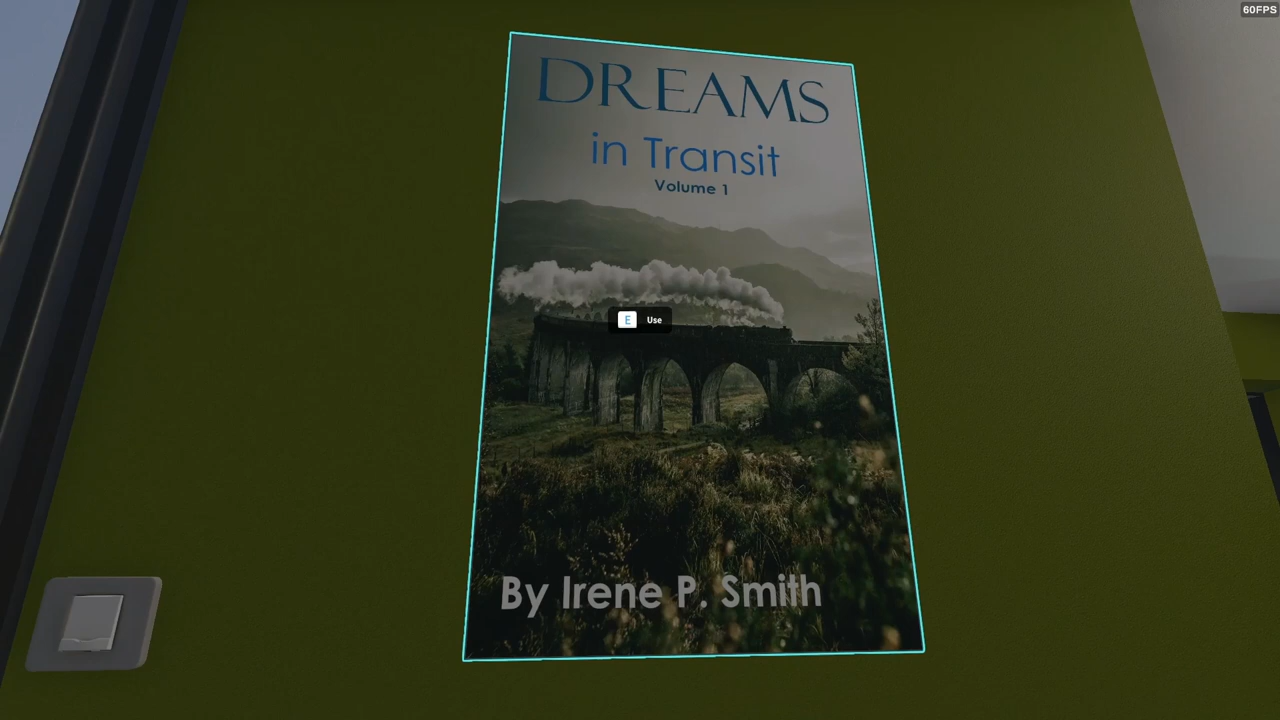 60FPS
DREAMS
in Transit
Volume 1
E Use
By Irene P. Smith